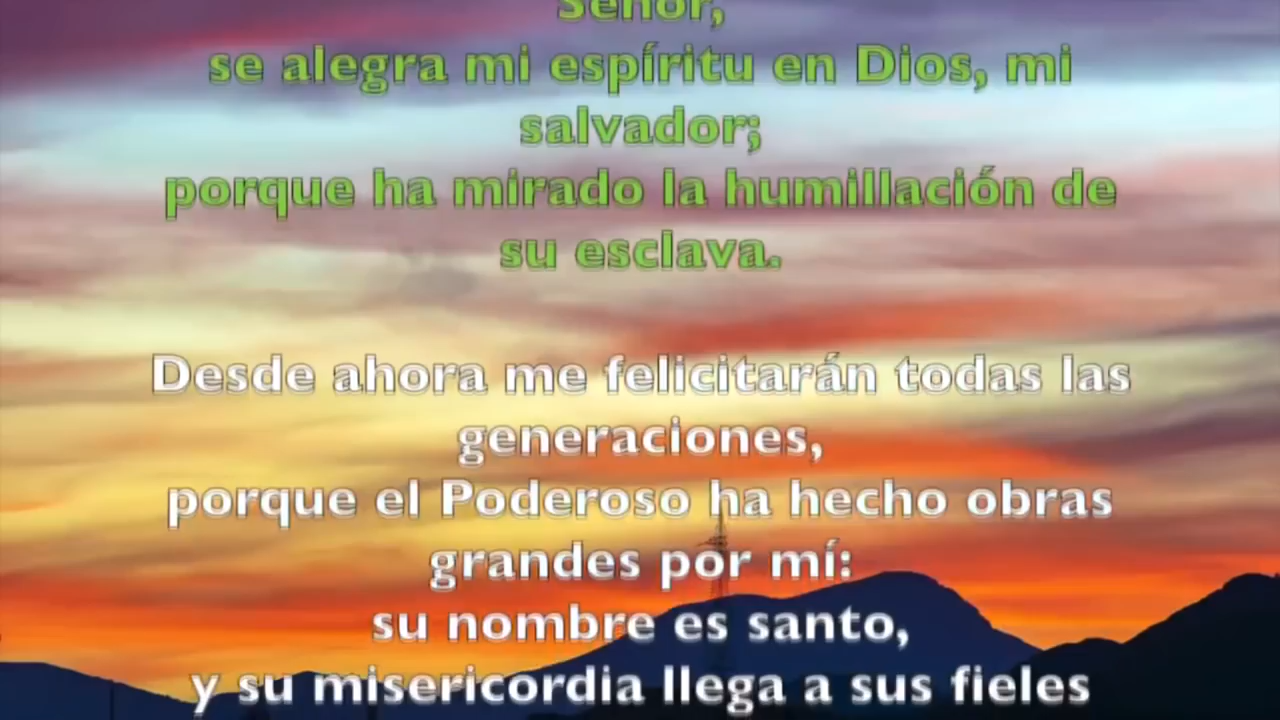 Señor,
se alegra mi espíritu en Dios, mi
salvador;
porque ha mirado la humillación de
su esclava.
Desde ahora me felicitarán todas las
generaciones,
porque el Poderoso ha hecho obras
grandes por mí:
su nombre es santo,
y su misericordia llega a sus fieles